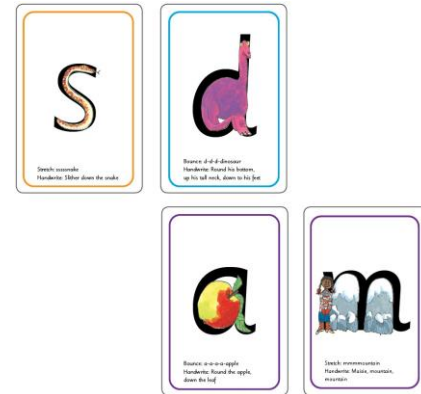 s
Stretch: sssssnake
Handwrite: Slither down the snake
d
Bounce: d-d-d-dinosaur
Handwrite: Round his bottom,
up his tall neck, down to his feet
a
Bounce: a-a-a-a-apple
Handwrite: Round the apple,
down the leaf
m
Stretch: mmmmountain
Handwrite: Maisie, mountain,
mountain